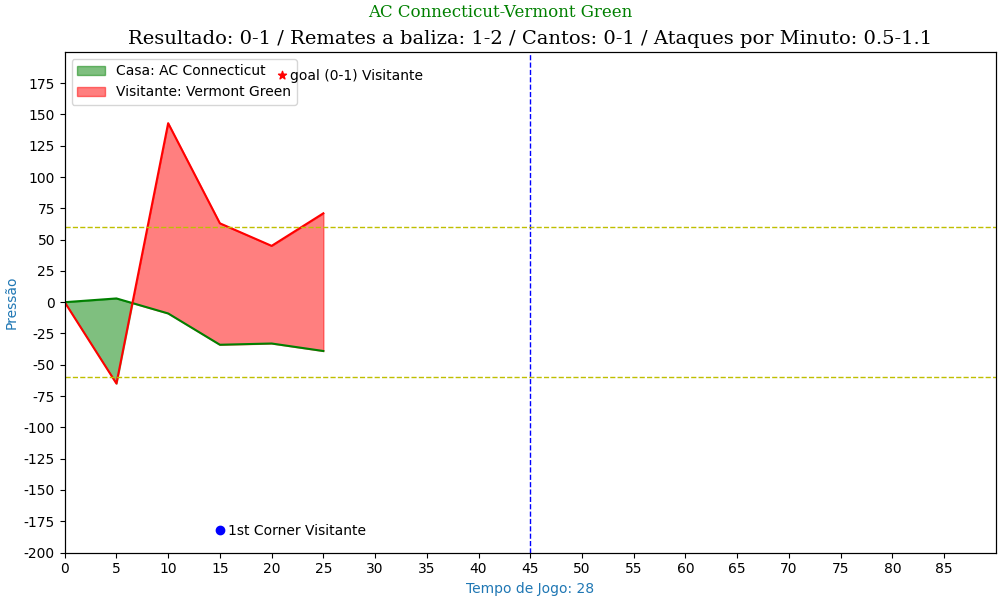 AC Connecticut-Vermont Green
Resultado: 0-1 / Remates a baliza: 1-2 / Cantos: 0-1 / Ataques por Minuto: 0.5-1.1
Casa: AC Connecticut
Visitante: Vermont Green
goal (0-1) Visitante
175
150
125
100
75
50
25
0
-25
-50
-75
-100
-125
-150
-175
-200
Pressão
1st Corner Visitante
0 5 10 15 20 25 30 35 40 45 50 55 60 65 70 75 80 85
Tempo de Jogo: 28